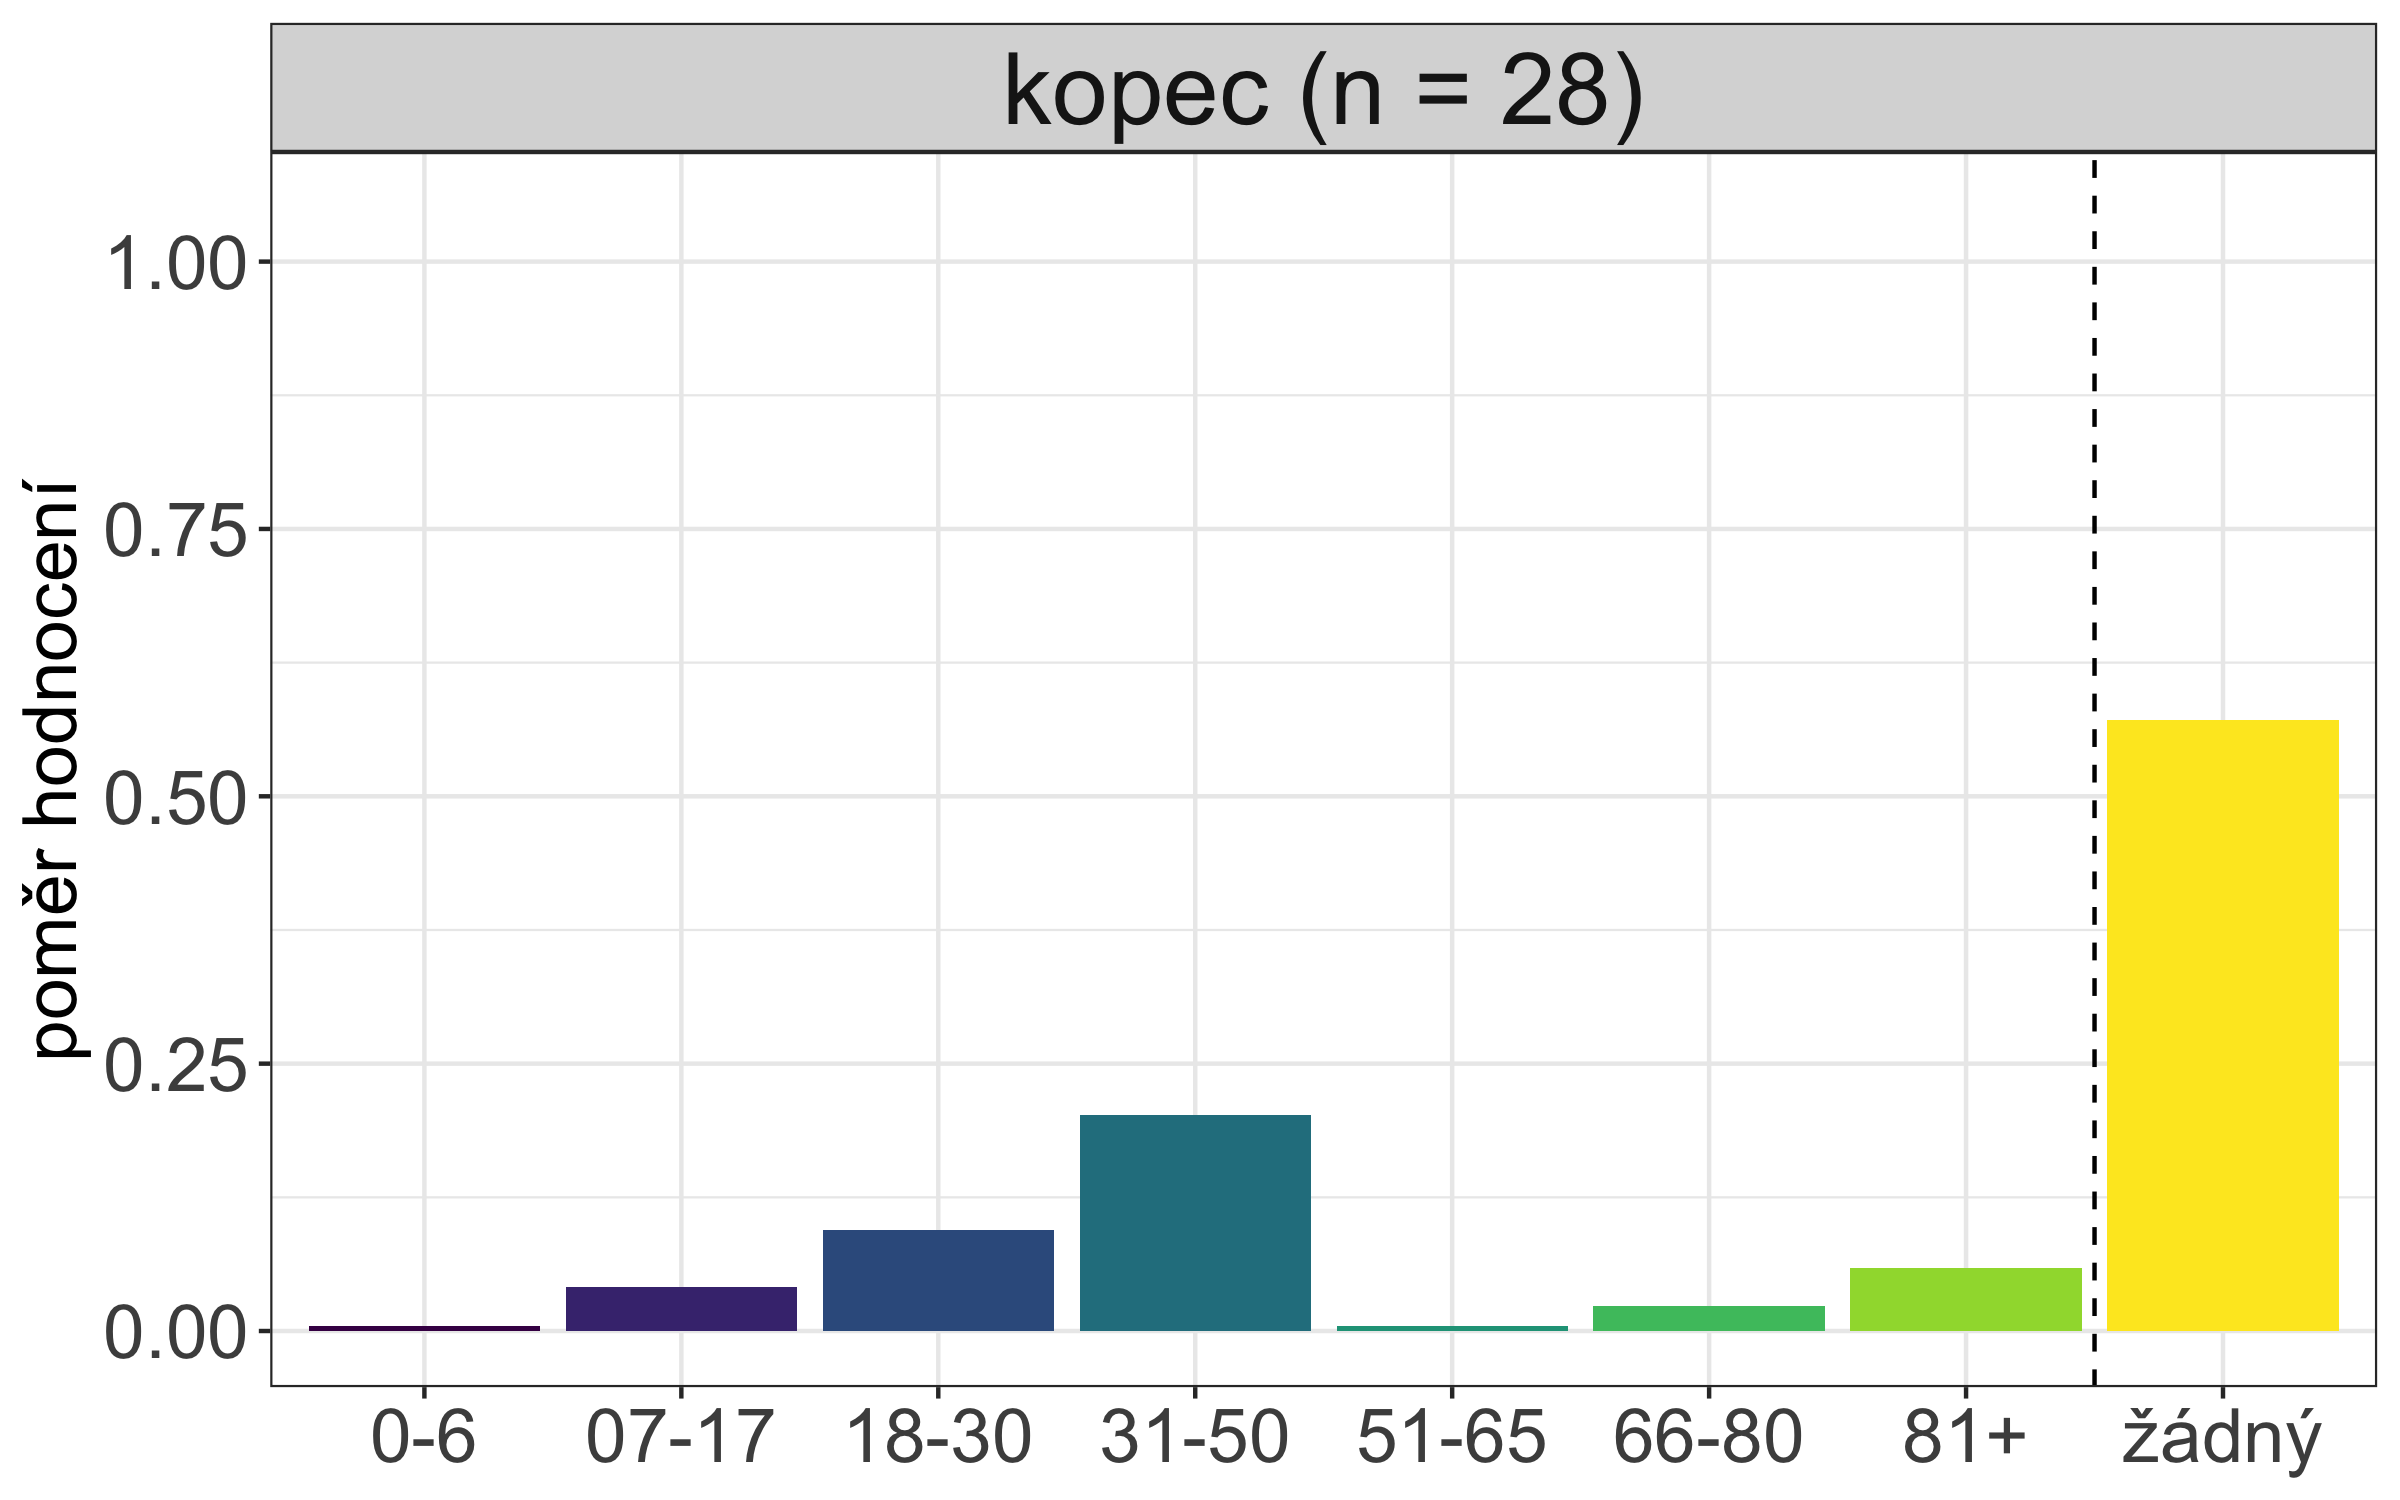 kopec (n = 28)
poměr hodnocení
1.00
0.75
0.50
0.25
0.00
0-6 07-17 18-30 31-50 51-65 66-80 81+ žádný